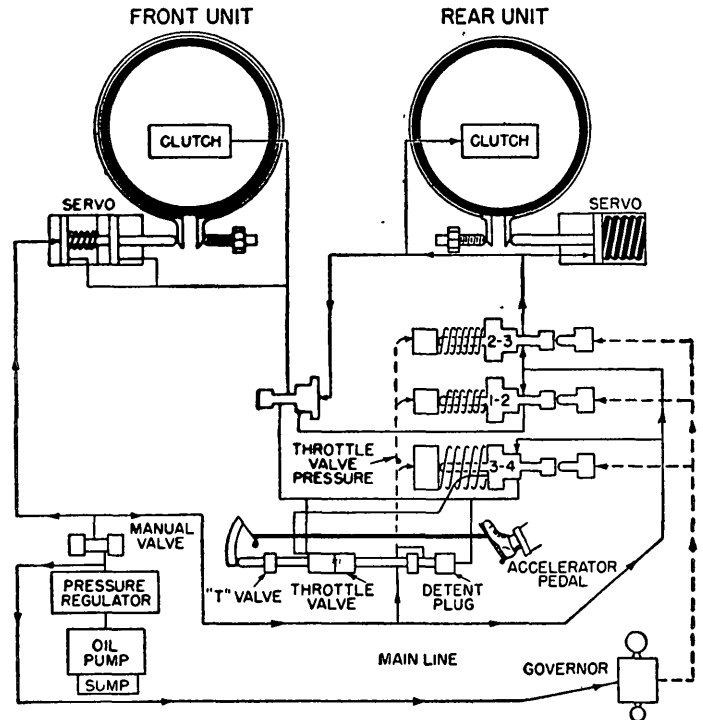 FRONT UNIT
REAR UNIT
CLUTCH
CLUTCH
SERVO
SERVO
2-3
1-2
THROTTLE
VALVE
PRESSURE
3-4
MANUAL
VALVE
ACCELERATOR
PEDAL
"T" VALVE
THROTTLE
VALVE
DETENT
PLUG
PRESSURE
REGULATOR
OIL
PUMP
SUMP
MAIN LINE
GOVERNOR